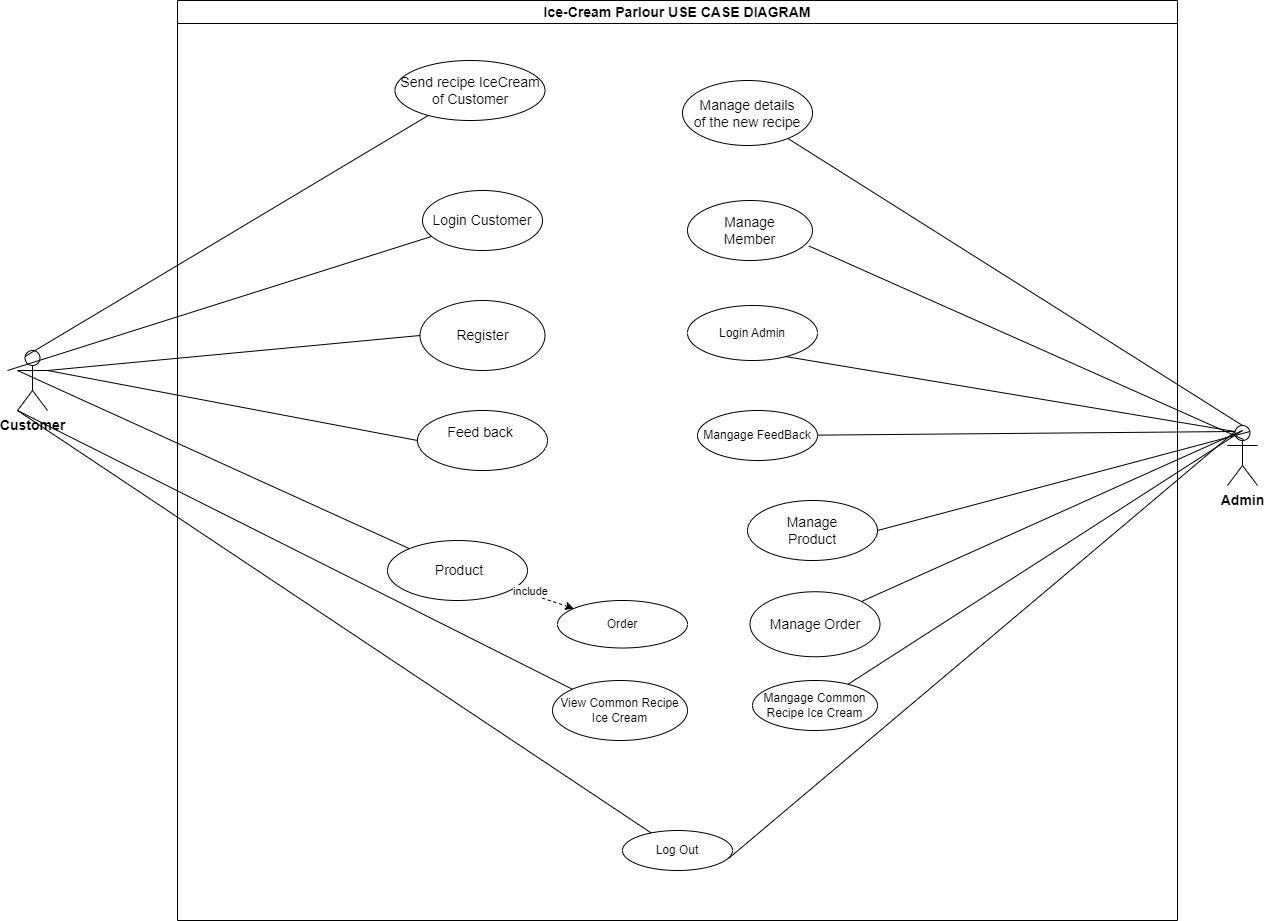 Ice-Cream Parlour USE CASE DIAGRAM
Send recipe IceCream
of Customer
Manage details
of the new recipe
Login Customer
Manage
Member
Register
Login Admin
Customer
Feed back
Mangage FeedBack
Admin
Manage
Product
Product
include
Order
Manage Order
View Common Recipe
Ice Cream
Mangage Common
Recipe Ice Cream
Log Out